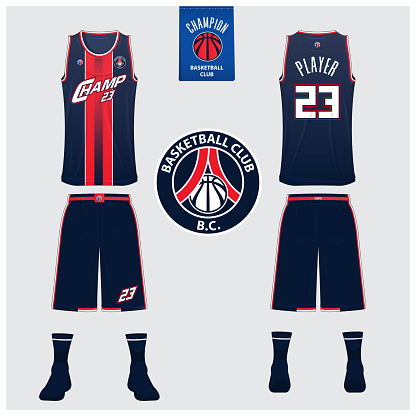 CHAMP
23
CHAMPION
BASKETBALL
CLUB
PLAYER
23
BASKETBALL CLUB
B.C.
23